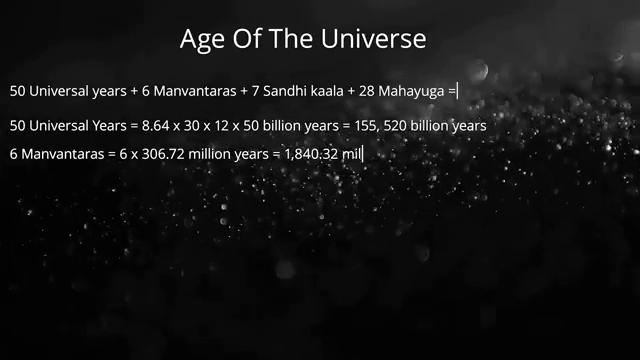 Age Of The Universe
50 Universal years + 6 Manvantaras + 7 Sandhi kaala + 28 Mahayuga =
50 Universal Years = 8.64 x 30 x 12 x 50 billion years = 155, 520 billion years
6 Manvantaras = 6 x 306.72 million years = 1,840.32 mil